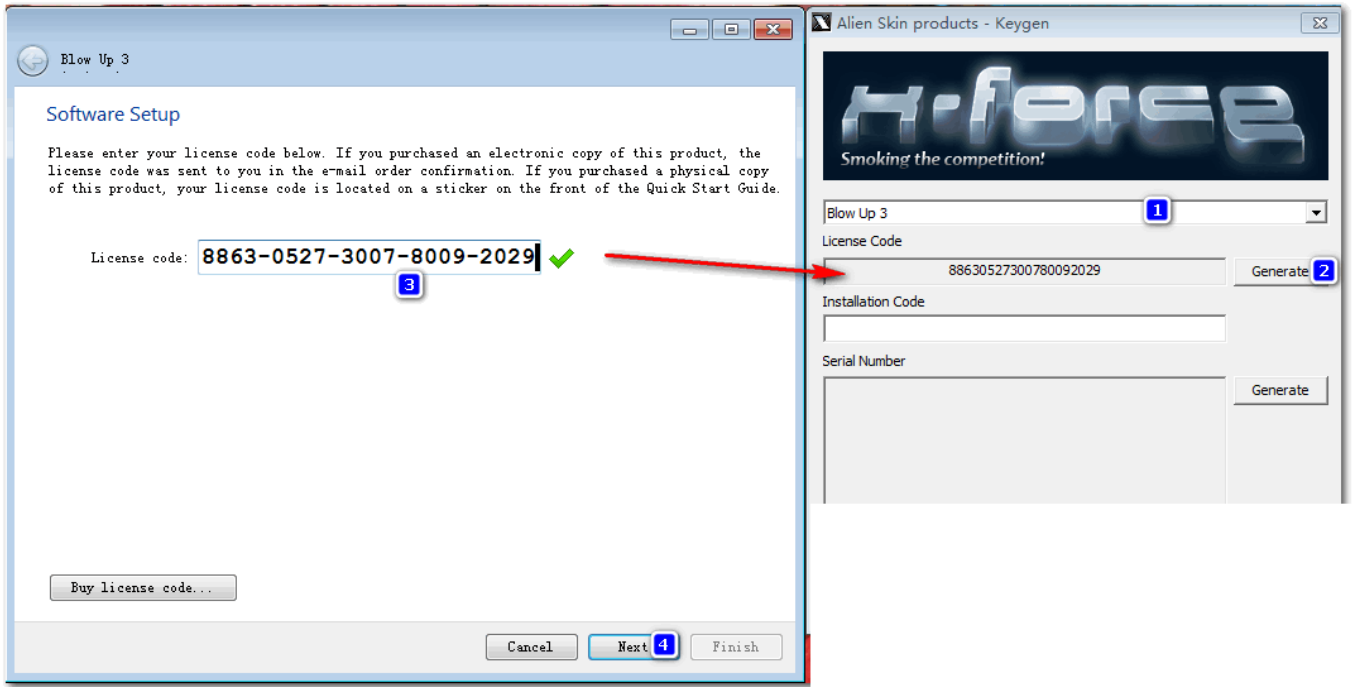 Blow Up 3
Software Setup
Please enter your license code below. If you purchased an electronic copy of this product, the
license code was sent to you in the e-mail order confirmation. If you purchased a physical copy
of this product, your license code is located on a sticker on the front of the Quick Start Guide.
License code: 8863-0527-3007-8009-2029
3
Buy license code...
Cancel Next 4 Finish
Alien Skin products - Keygen
x-force
Smoking the competition!
Blow Up 3 1
License Code
88630527300780092029 Generate 2
Installation Code
Serial Number
Generate